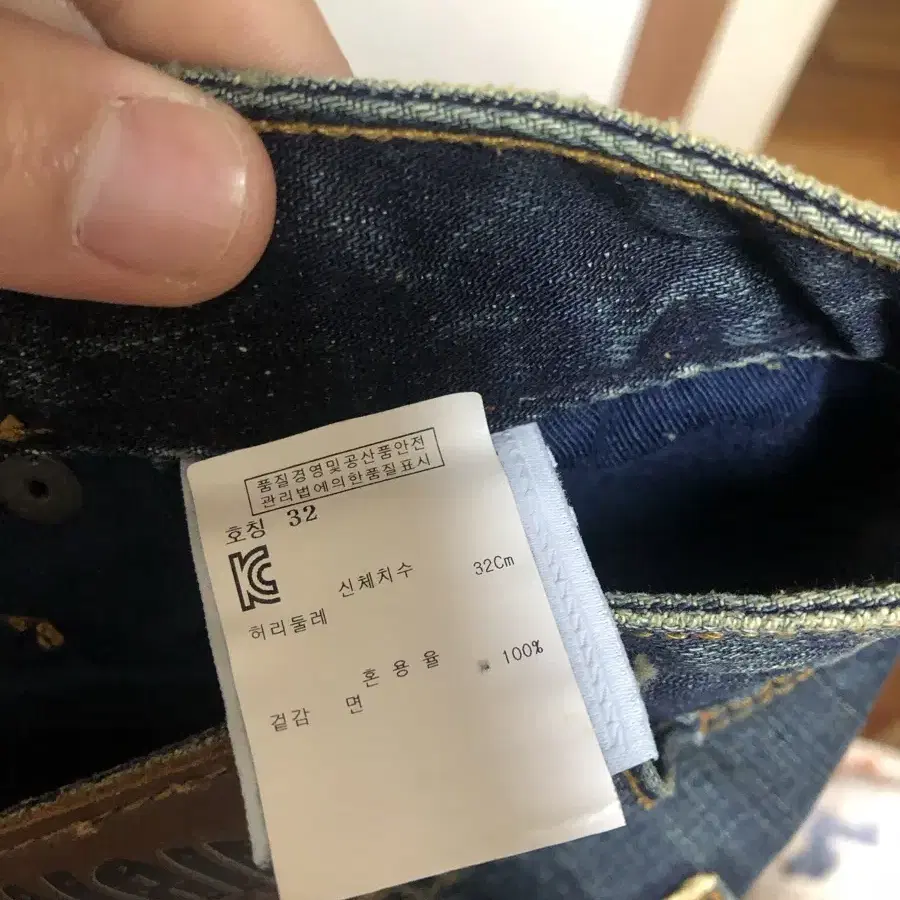 품질경영및공산품안전
관리법에의한품질표시
호칭 32
신체치수 32Cm
허리둘레
혼용율 100%
겉감 면